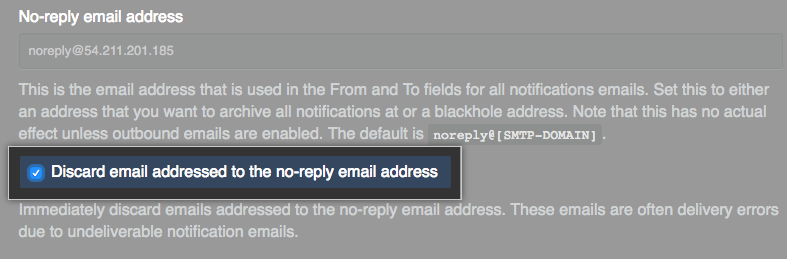 No-reply email address
noreply@54.211.201.185
This is the email address that is used in the From and To fields for all notifications emails. Set this to either
an address that you want to archive all notifications at or a blackhole address. Note that this has no actual
effect unless outbound emails are enabled. The default is noreply@[SMTP-DOMAIN] .
Discard email addressed to the no-reply email address
Immediately discard emails addressed to the no-reply email address. These emails are often delivery errors
due to undeliverable notification emails.